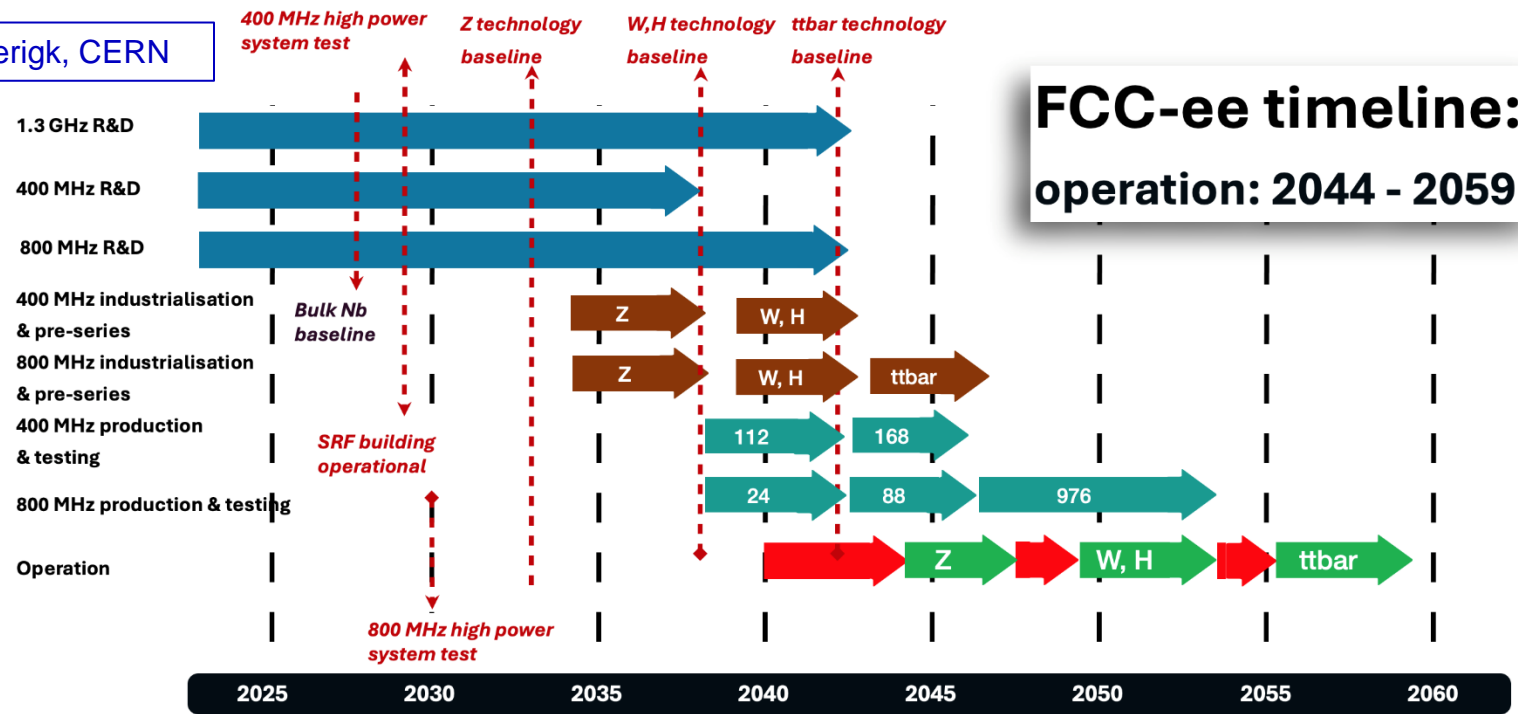 erigk, CERN
400 MHz high power
system test
Z technology
baseline
W,H technology
baseline
ttbar technology
baseline
FCC-ee timeline:
operation: 2044 - 2059
1.3 GHz R&D
400 MHz R&D
800 MHz R&D
400 MHz industrialisation
& pre-series
Z
W, H
Bulk Nb
baseline
800 MHz industrialisation
& pre-series
Z
W, H
ttbar
400 MHz production
& testing
112
168
SRF building
operational
800 MHz production & testing
24
88
976
Operation
Z
W, H
ttbar
800 MHz high power
system test
2025 2030 2035 2040 2045 2050 2055 2060